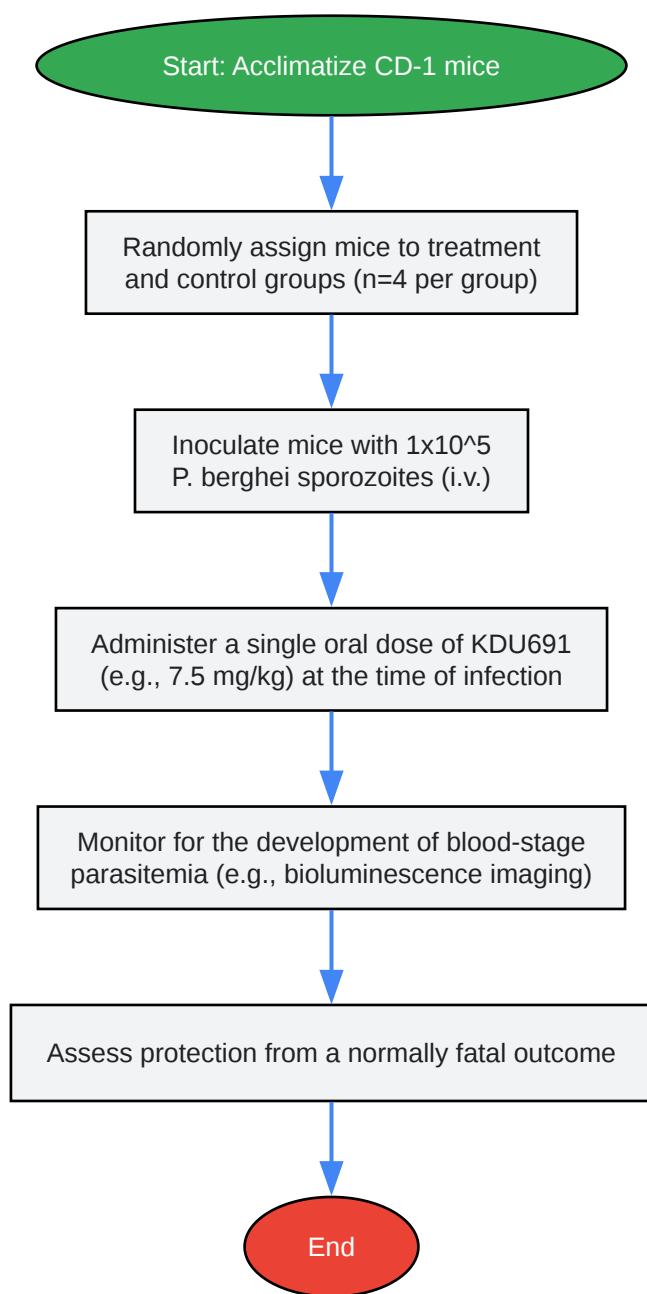 Start: Acclimatize CD-1 mice
Randomly assign mice to treatment
and control groups (n=4 per group)
Inoculate mice with 1x10^5
P. berghei sporozoites (i.v.)
Administer a single oral dose of KDU691
(e.g., 7.5 mg/kg) at the time of infection
Monitor for the development of blood-stage
parasitemia (e.g., bioluminescence imaging)
Assess protection from a normally fatal outcome
End